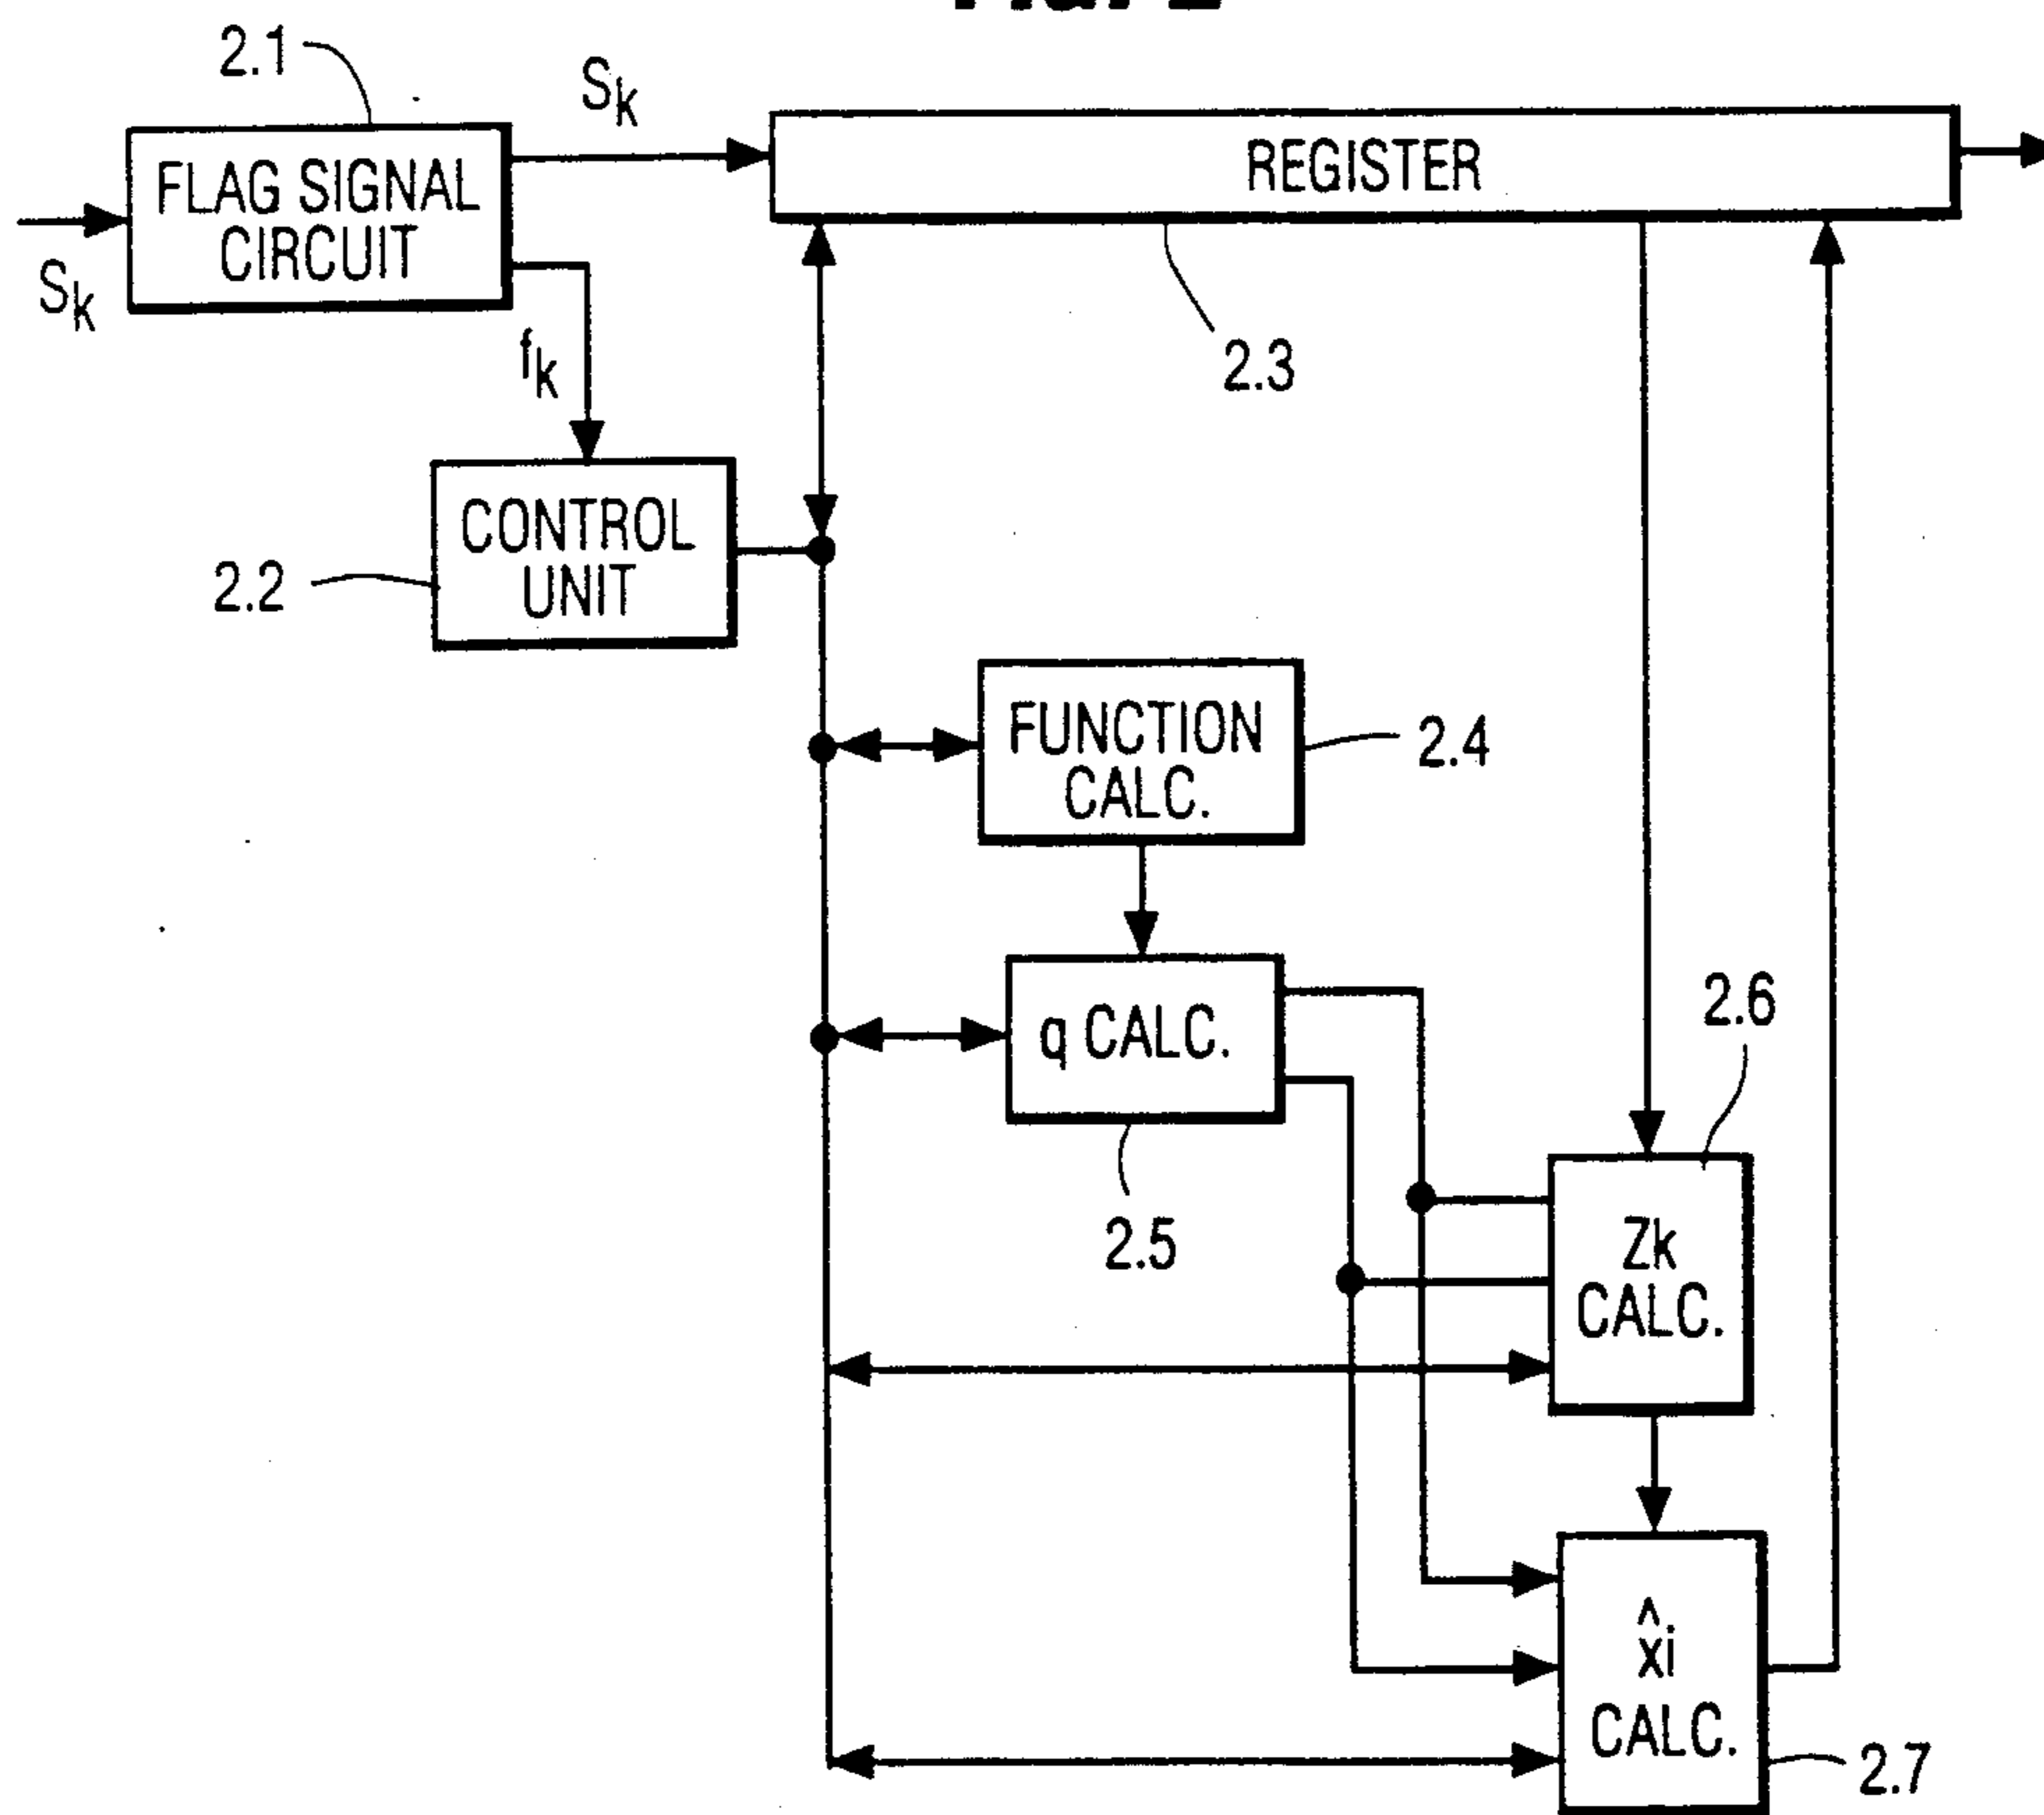 2.1
Sk
FLAG SIGNAL
CIRCUIT
REGISTER
Sk
fk
2.3
CONTROL
UNIT
2.2
FUNCTION
CALC.
2.4
q CALC.
2.6
2.5
Zk
CALC.
x̂i
CALC.
2.7